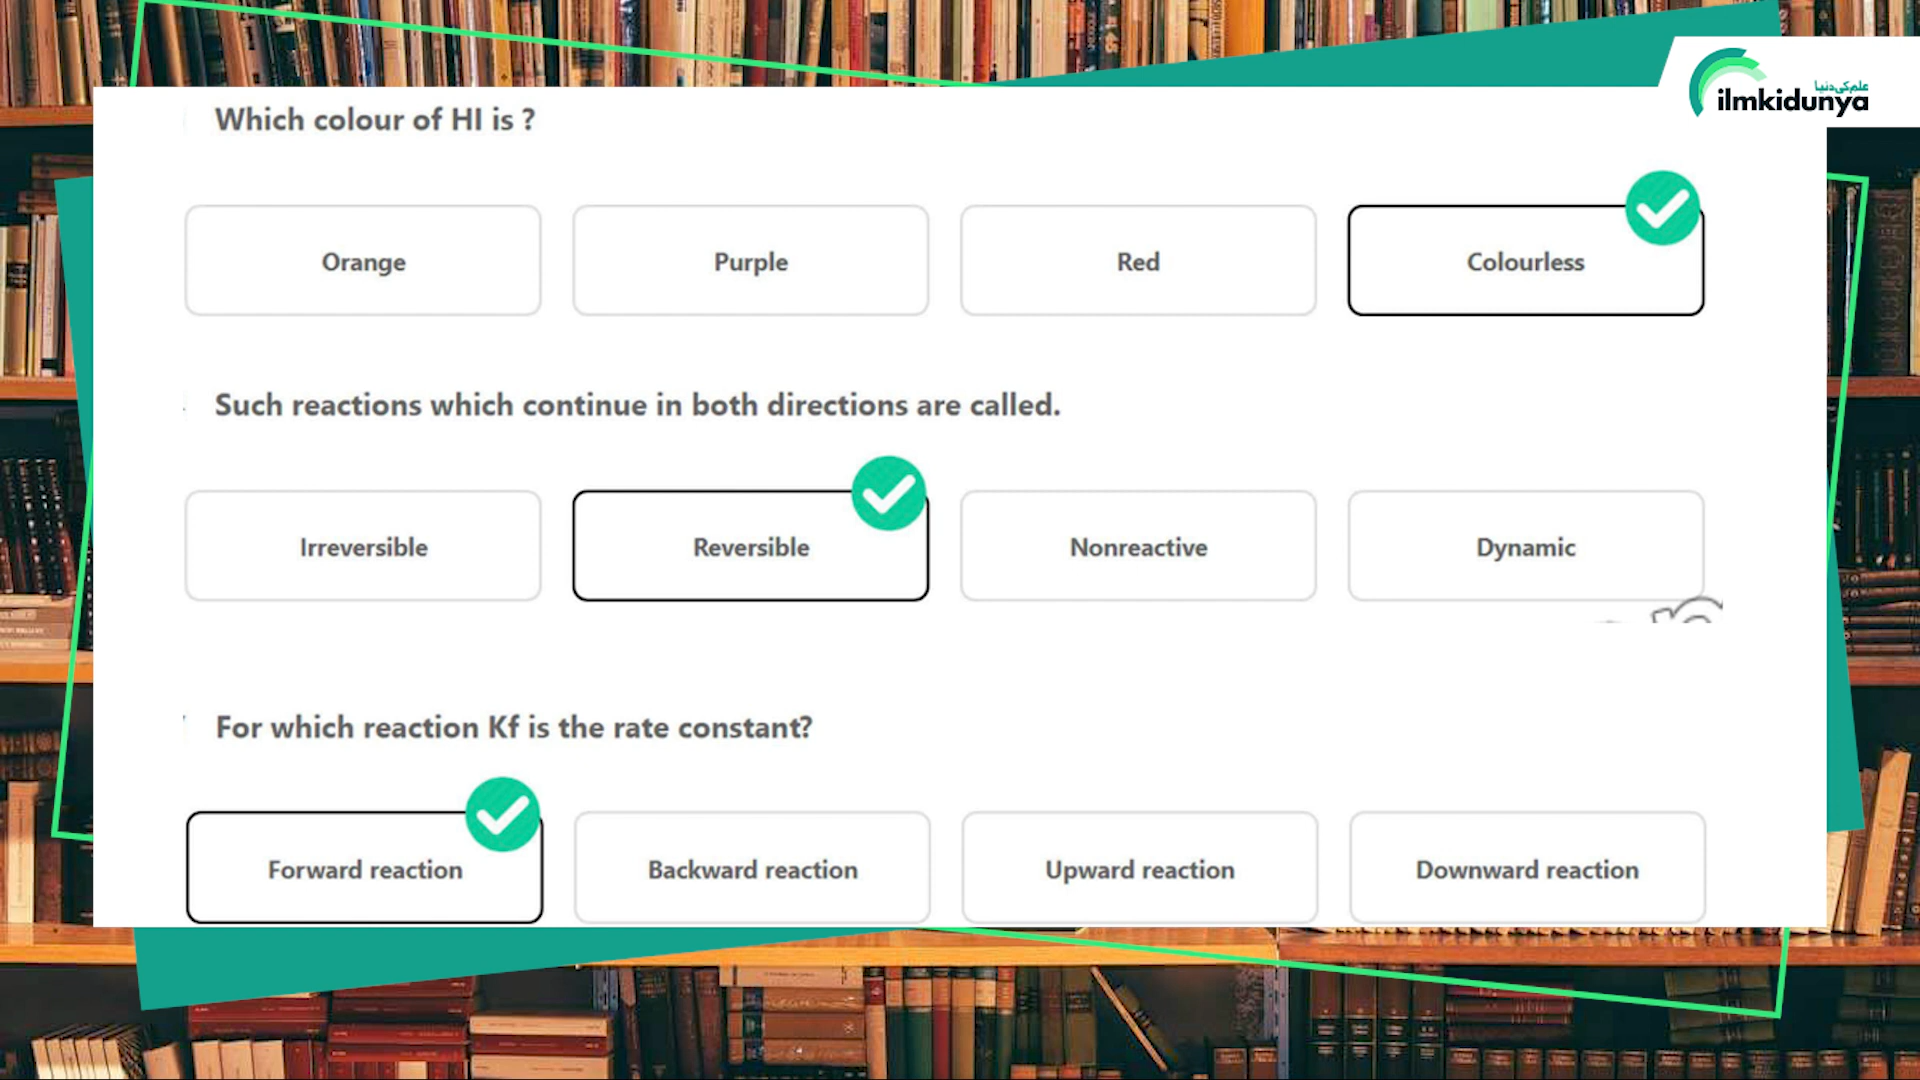 علم کی دنیا
ilmkidunya
Which colour of HI is ?
Orange Purple Red Colourless
Such reactions which continue in both directions are called.
Irreversible Reversible Nonreactive Dynamic
For which reaction Kf is the rate constant?
Forward reaction Backward reaction Upward reaction Downward reaction